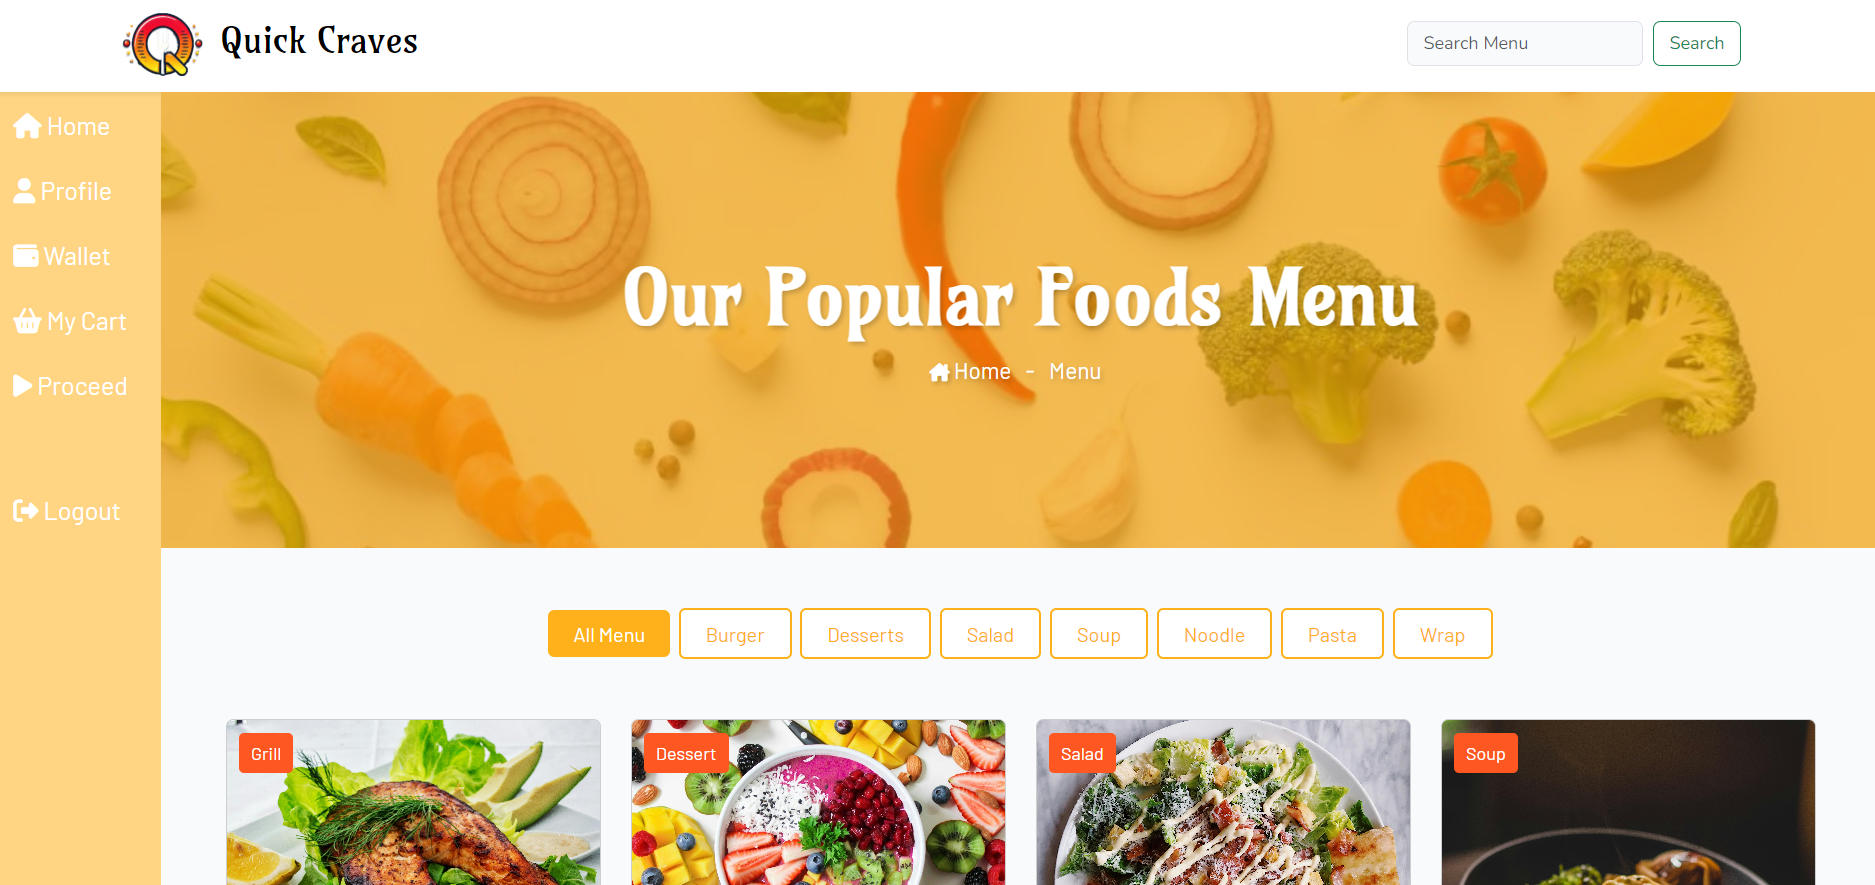 Quick Craves
Search Menu
Search
Home
Profile
Wallet
My Cart
Proceed
Logout
Our Popular Foods Menu
Home - Menu
All Menu
Burger
Desserts
Salad
Soup
Noodle
Pasta
Wrap
Grill
Dessert
Salad
Soup